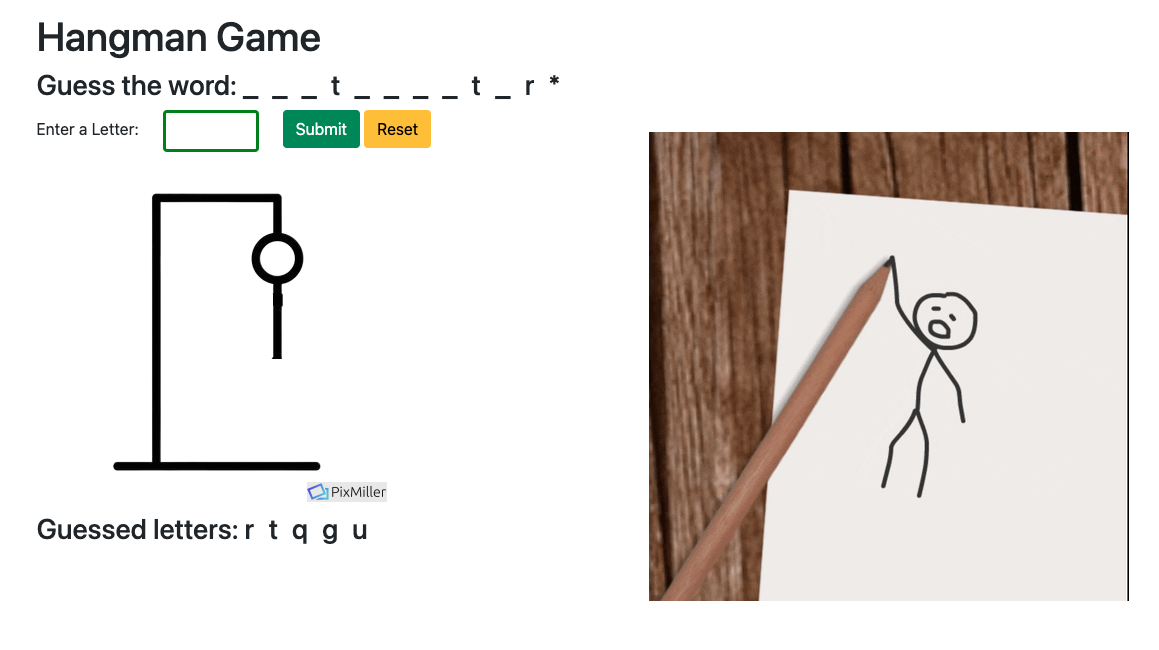 Hangman Game
Guess the word: _ _ _ t _ _ _ _ t _ r *
Enter a Letter: Submit Reset
PixMiller
Guessed letters: r t q g u